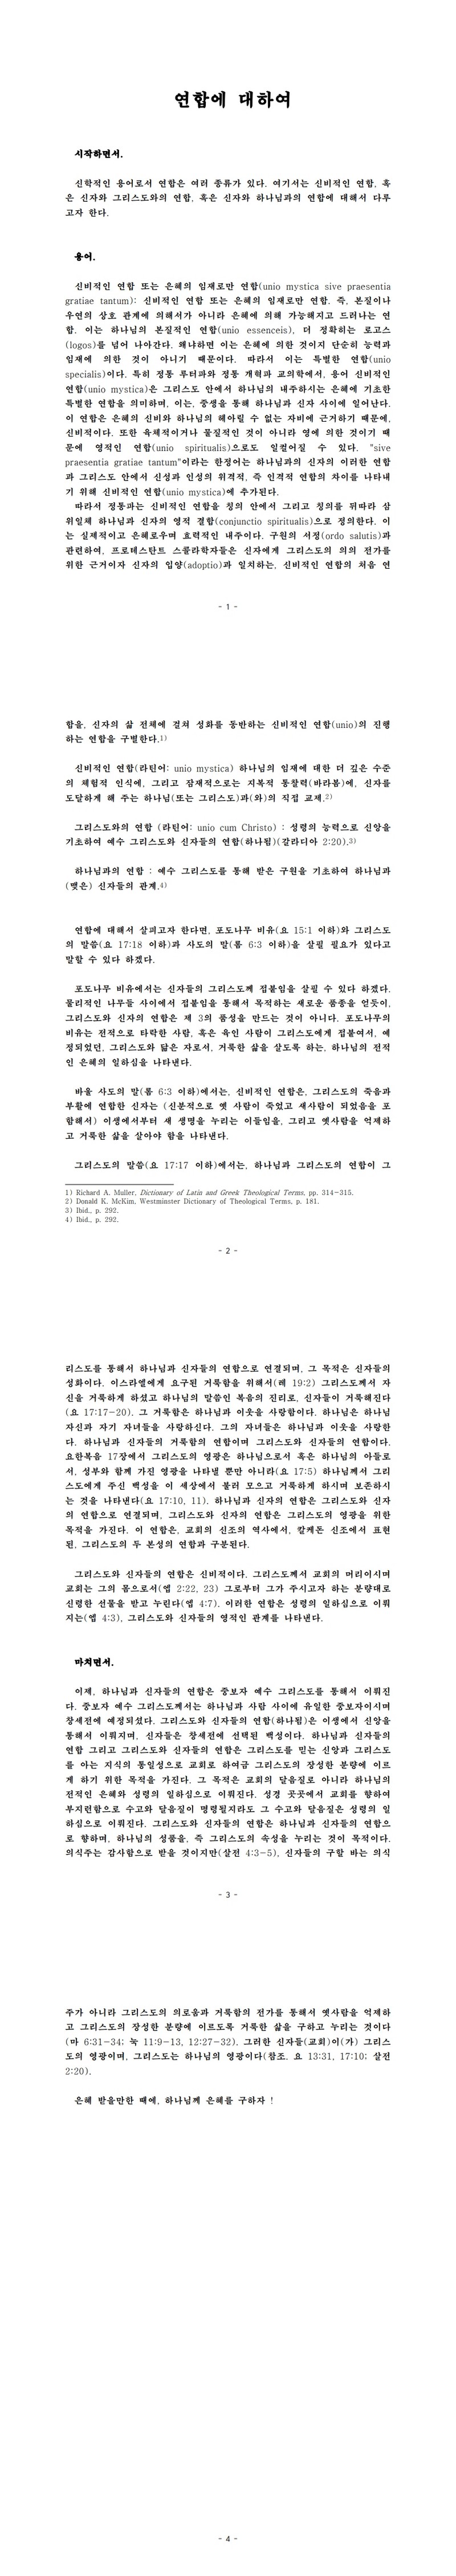 연합에 대하여
시작하면서.
신학적인 용어로서 연합은 여러 종류가 있다. 여기서는 신비적인 연합, 혹
은 신자와 그리스도와의 연합, 혹은 신자와 하나님과의 연합에 대해서 다루
고자 한다.
용어.
신비적인 연합 또는 은혜의 임재로만 연합(unio mystica sive praesentia
gratiae tantum): 신비적인 연합 또는 은혜의 임재로만 연합. 즉, 본질이나
우연의 상호 관계에 의해서가 아니라 은혜에 의해 가능해지고 드러나는 연
합. 이는 하나님의 본질적인 연합(unio essenceis), 더 정확히는 로고스
(logos)를 넘어 나아간다. 왜냐하면 이는 은혜에 의한 것이지 단순히 능력과
임재에 의한 것이 아니기 때문이다. 따라서 이는 특별한 연합(unio
specialis)이다. 특히 정통 루터파와 정통 개혁파 교의학에서, 용어 신비적인
연합(unio mystica)은 그리스도 안에서 하나님의 내주하시는 은혜에 기초한
특별한 연합을 의미하며, 이는, 중생을 통해 하나님과 신자 사이에 일어난다.
이 연합은 은혜의 신비와 하나님의 헤아릴 수 없는 자비에 근거하기 때문에,
신비적이다. 또한 육체적이거나 물질적인 것이 아니라 영에 의한 것이기 때
문에 영적인 연합(unio spiritualis)으로도 일컬어질 수 있다. "sive
praesentia gratiae tantum"이라는 한정어는 하나님과의 신자의 이러한 연합
과 그리스도 안에서 신성과 인성의 위격적, 즉 인격적 연합의 차이를 나타내
기 위해 신비적인 연합(unio mystica)에 추가된다.
따라서 정통파는 신비적인 연합을 칭의 안에서 그리고 칭의를 뒤따라 삼
위일체 하나님과 신자의 영적 결합(conjunctio spiritualis)으로 정의한다. 이
는 실제적이고 은혜로우며 효력적인 내주이다. 구원의 서정(ordo salutis)과
관련하여, 프로테스탄트 스콜라학자들은 신자에게 그리스도의 의의 전가를
위한 근거이자 신자의 입양(adoptio)과 일치하는, 신비적인 연합의 처음 연
- 1 -
합을, 신자의 삶 전체에 걸쳐 성화를 동반하는 신비적인 연합(unio)의 진행
하는 연합을 구별한다.1)
신비적인 연합(라틴어: unio mystica) 하나님의 임재에 대한 더 깊은 수준
의 체험적 인식에, 그리고 잠재적으로는 지복적 통찰력(바라봄)에, 신자를
도달하게 해 주는 하나님(또는 그리스도)과(와)의 직접 교제.2)
그리스도와의 연합 (라틴어: unio cum Christo) : 성령의 능력으로 신앙을
기초하여 예수 그리스도와 신자들의 연합(하나됨)(갈라디아 2:20).3)
하나님과의 연합 : 예수 그리스도를 통해 받은 구원을 기초하여 하나님과
(맺은) 신자들의 관계.4)
연합에 대해서 살피고자 한다면, 포도나무 비유(요 15:1 이하)와 그리스도
의 말씀(요 17:18 이하)과 사도의 말(롬 6:3 이하)을 살필 필요가 있다고
말할 수 있다 하겠다.
포도나무 비유에서는 신자들의 그리스도께 접붙임을 살필 수 있다 하겠다.
물리적인 나무들 사이에서 접붙임을 통해서 목적하는 새로운 품종을 얻듯이,
그리스도와 신자의 연합은 제 3의 품성을 만드는 것이 아니다. 포도나무의
비유는 전적으로 타락한 사람, 혹은 육인 사람이 그리스도에게 접붙여서, 예
정되었던, 그리스도와 닮은 자로서, 거룩한 삶을 살도록 하는, 하나님의 전적
인 은혜의 일하심을 나타낸다.
바울 사도의 말(롬 6:3 이하)에서는, 신비적인 연합은, 그리스도의 죽음과
부활에 연합한 신자는 (신분적으로 옛 사람이 죽었고 새사람이 되었음을 포
함해서) 이생에서부터 새 생명을 누리는 이들임을, 그리고 옛사람을 억제하
고 거룩한 삶을 살아야 함을 나타낸다.
그리스도의 말씀(요 17:17 이하)에서는, 하나님과 그리스도의 연합이 그
1) Richard A. Muller, Dictionary of Latin and Greek Theological Terms, pp. 314-315.
2) Donald K. McKim, Westminster Dictionary of Theological Terms, p. 181.
3) Ibid., p. 292.
4) Ibid., p. 292.
- 2 -
리스도를 통해서 하나님과 신자들의 연합으로 연결되며, 그 목적은 신자들의
성화이다. 이스라엘에게 요구된 거룩함을 위해서(레 19:2) 그리스도께서 자
신을 거룩하게 하셨고 하나님의 말씀인 복음의 진리로, 신자들이 거룩해진다
(요 17:17-20). 그 거룩함은 하나님과 이웃을 사랑함이다. 하나님은 하나님
자신과 자기 자녀들을 사랑하신다. 그의 자녀들은 하나님과 이웃을 사랑한
다. 하나님과 신자들의 거룩함의 연합이며 그리스도와 신자들의 연합이다.
요한복음 17장에서 그리스도의 영광은 하나님으로서 혹은 하나님의 아들로
서, 성부와 함께 가진 영광을 나타낼 뿐만 아니라(요 17:5) 하나님께서 그리
스도에게 주신 백성을 이 세상에서 불러 모으고 거룩하게 하시며 보존하시
는 것을 나타낸다(요 17:10, 11). 하나님과 신자의 연합은 그리스도와 신자
의 연합으로 연결되며, 그리스도와 신자의 연합은 그리스도의 영광을 위한
목적을 가진다. 이 연합은, 교회의 신조의 역사에서, 칼케돈 신조에서 표현
된, 그리스도의 두 본성의 연합과 구분된다.
그리스도와 신자들의 연합은 신비적이다. 그리스도께서 교회의 머리이시며
교회는 그의 몸으로서(엡 2:22, 23) 그로부터 그가 주시고자 하는 분량대로
신령한 선물을 받고 누린다(엡 4:7). 이러한 연합은 성령의 일하심으로 이뤄
지는(엡 4:3), 그리스도와 신자들의 영적인 관계를 나타낸다.
마치면서.
이제, 하나님과 신자들의 연합은 중보자 예수 그리스도를 통해서 이뤄진
다. 중보자 예수 그리스도께서는 하나님과 사람 사이에 유일한 중보자이시며
창세전에 예정되셨다. 그리스도와 신자들의 연합(하나됨)은 이생에서 신앙을
통해서 이뤄지며, 신자들은 창세전에 선택된 백성이다. 하나님과 신자들의
연합 그리고 그리스도와 신자들의 연합은 그리스도를 믿는 신앙과 그리스도
를 아는 지식의 통일성으로 교회로 하여금 그리스도의 장성한 분량에 이르
게 하기 위한 목적을 가진다. 그 목적은 교회의 달음질로 아니라 하나님의
전적인 은혜와 성령의 일하심으로 이뤄진다. 성경 곳곳에서 교회를 향하여
부지런함으로 수고와 달음질이 명령될지라도 그 수고와 달음질은 성령의 일
하심으로 이뤄진다. 그리스도와 신자들의 연합은 하나님과 신자들의 연합으
로 향하며, 하나님의 성품을, 즉 그리스도의 속성을 누리는 것이 목적이다.
의식주는 감사함으로 받을 것이지만(살전 4:3-5), 신자들의 구할 바는 의식
- 3 -
주가 아니라 그리스도의 의로움과 거룩함의 전가를 통해서 옛사람을 억제하
고 그리스도의 장성한 분량에 이르도록 거룩한 삶을 구하고 누리는 것이다
(마 6:31-34; 눅 11:9-13, 12:27-32). 그러한 신자들(교회)이(가) 그리스
도의 영광이며, 그리스도는 하나님의 영광이다(참조. 요 13:31, 17:10; 살전
2:20).
은혜 받을만한 때에, 하나님께 은혜를 구하자 !
- 4 -